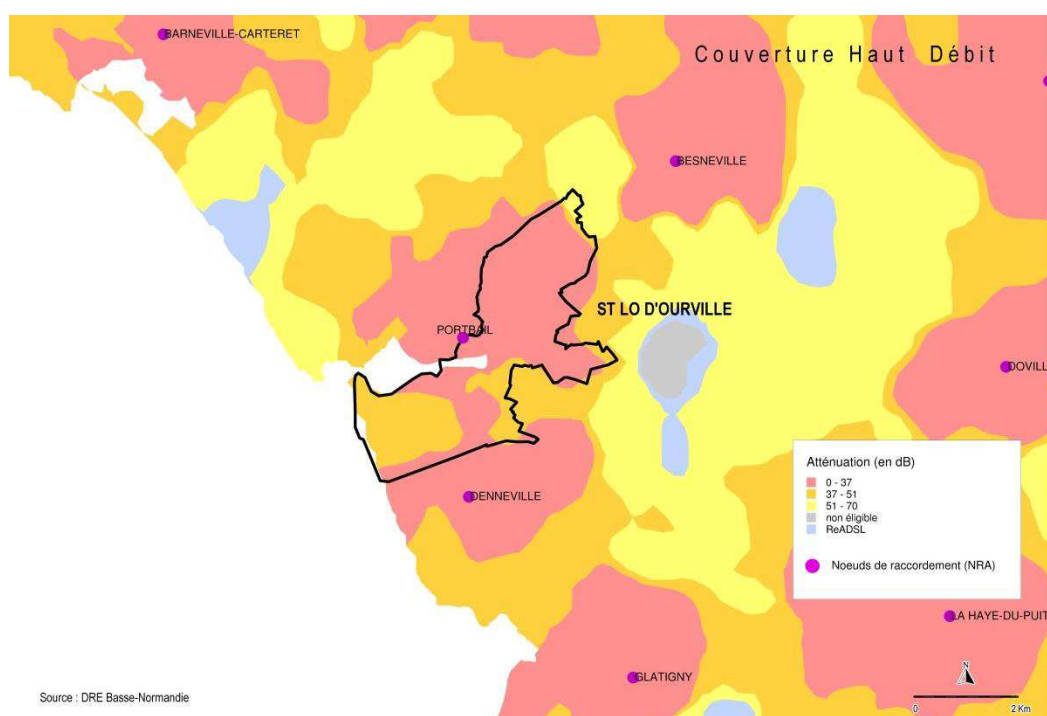 BARNEVILLE-CARTERET
Couverture Haut Débit
BESNEVILLE
ST LO D'OURVILLE
PORTBAIL
DOVILL
Atténuation (en dB)
0 - 37
37 - 51
51 - 70
non éligible
ReADSL
Noeuds de raccordement (NRA)
DENNEVILLE
LA HAYE-DU-PUIT
GLATIGNY
N
Source : DRE Basse-Normandie
0
2 Km